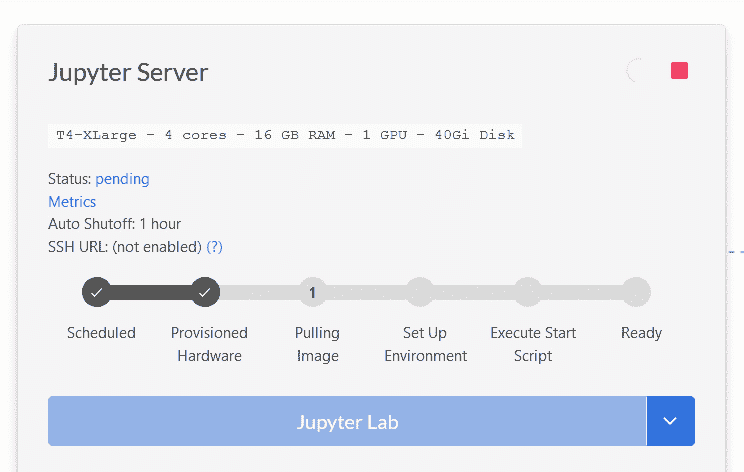 Jupyter Server
T4-XLarge - 4 cores - 16 GB RAM - 1 GPU - 40Gi Disk
Status: pending
Metrics
Auto Shutoff: 1 hour
SSH URL: (not enabled) (?)
1
Scheduled
Provisioned
Hardware
Pulling
Image
Set Up
Environment
Execute Start
Script
Ready
Jupyter Lab